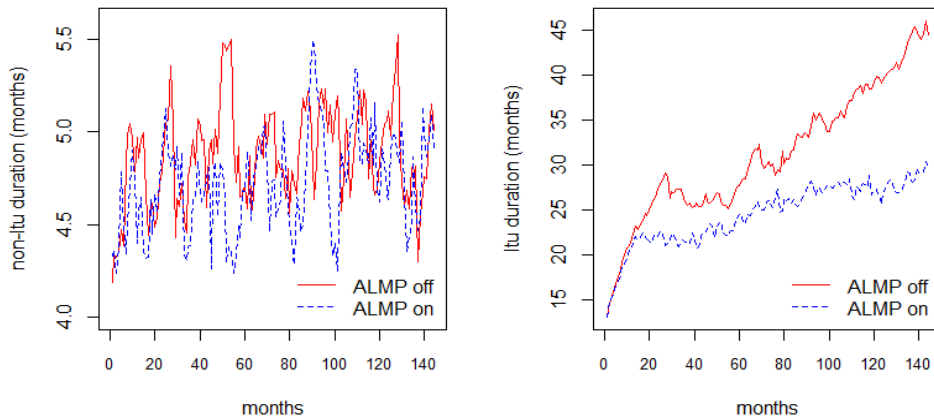 non-ltu duration (months)
4.0 4.5 5.0 5.5
ALMP off
ALMP on
0 20 40 60 80 100 120 140
months
ltu duration (months)
15 20 25 30 35 40 45
ALMP off
ALMP on
0 20 40 60 80 100 120 140
months